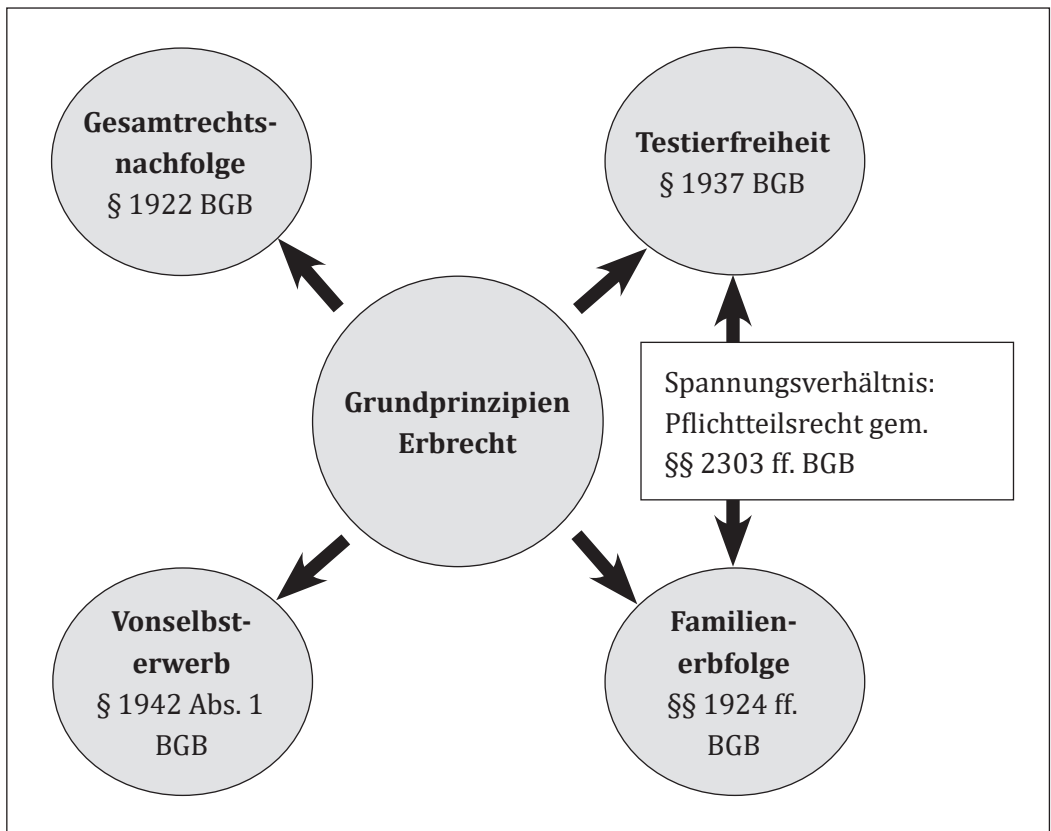 Gesamtrechts-
nachfolge
§ 1922 BGB
Testierfreiheit
§ 1937 BGB
Grundprinzipien
Erbrecht
Spannungsverhältnis:
Pflichtteilsrecht gem.
§§ 2303 ff. BGB
Vonselbst-
erwerb
§ 1942 Abs. 1
BGB
Familien-
erbfolge
§§ 1924 ff.
BGB